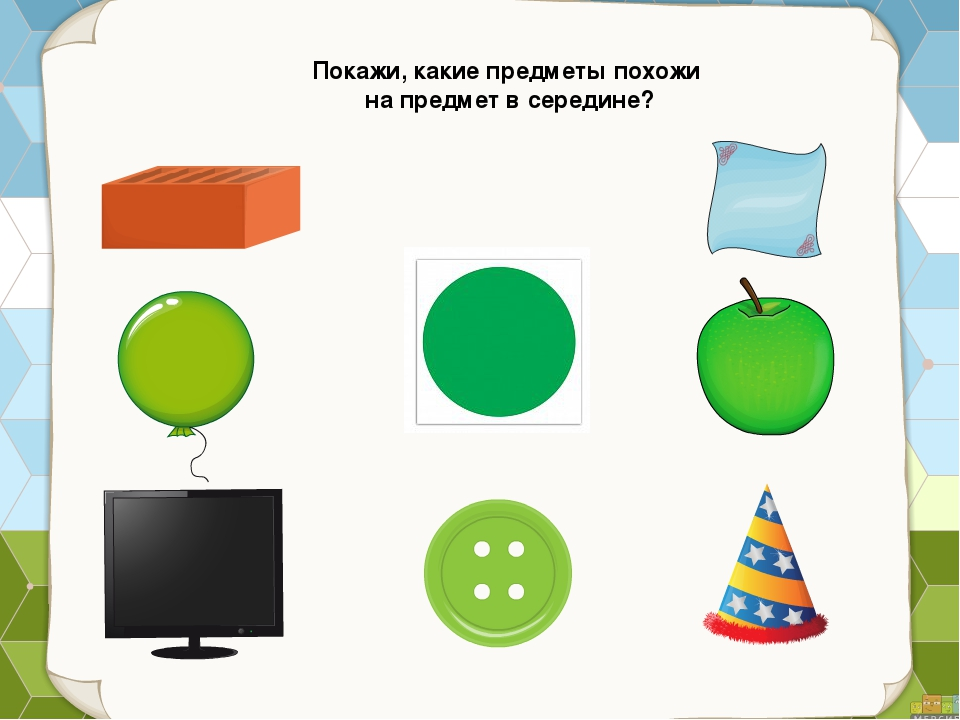 Покажи, какие предметы похожи
на предмет в середине?